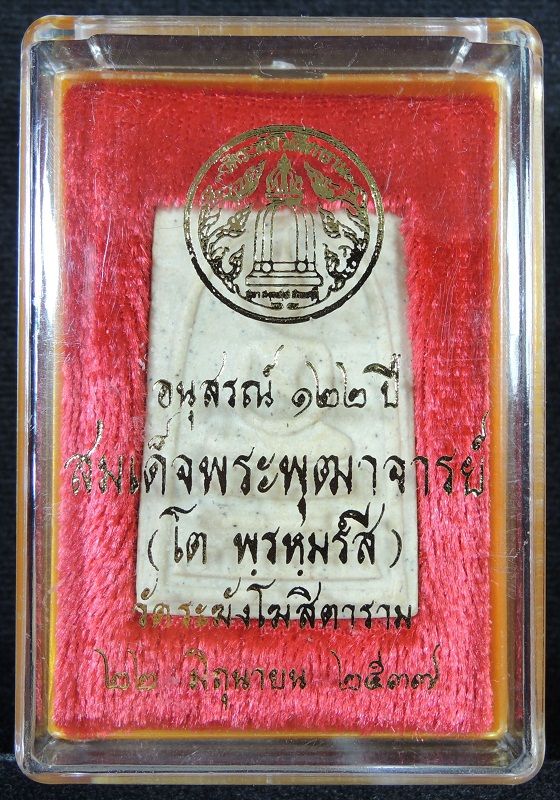 อนุสรณ์ ๑๒๒ ปี
สมเด็จพระพุฒาจารย์
(โต พฺรหฺมรํสี)
วัดระฆังโฆสิตาราม
๒๒ มิถุนายน ๒๕๓๗